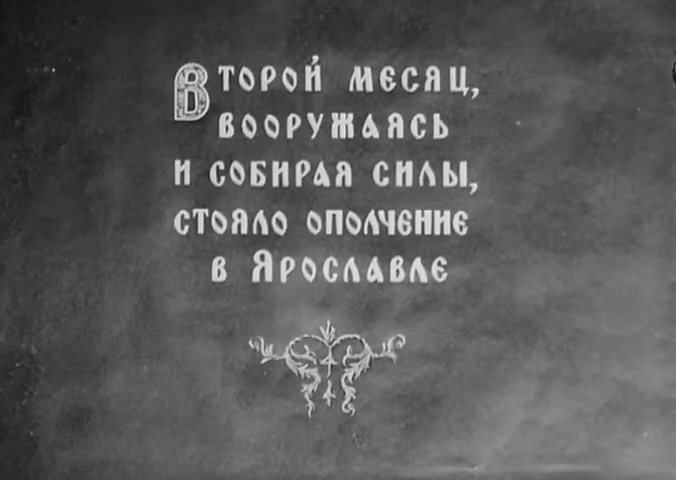 Второй месяц,
вооружаясь
и собирая силы,
стояло ополчение
в Ярославле